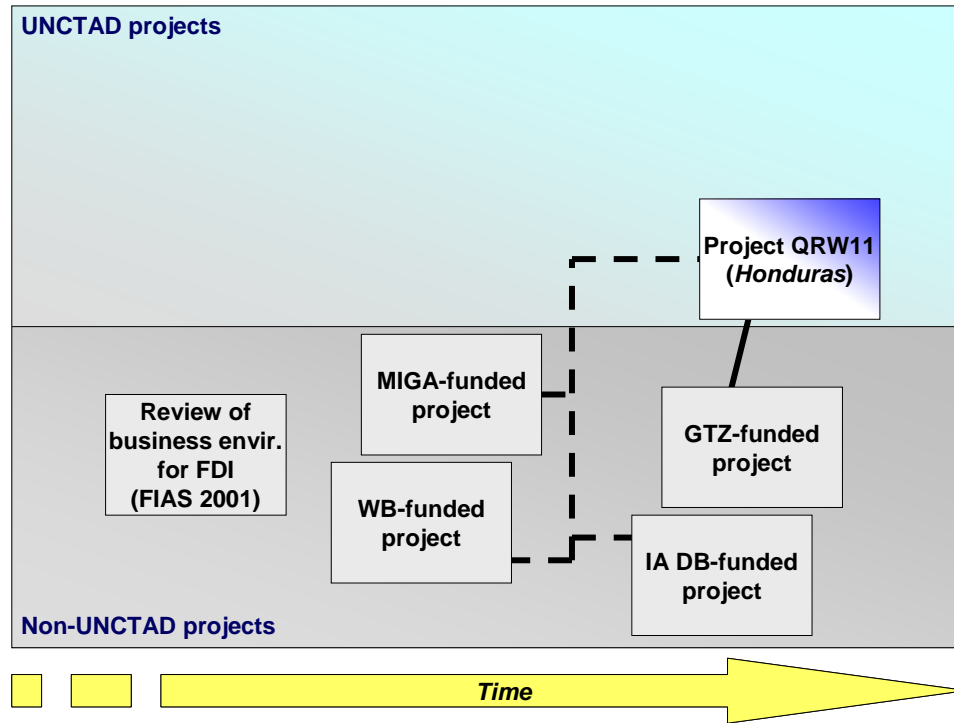 UNCTAD projects
Project QRW11
(Honduras)
MIGA-funded
project
Review of
business envir.
for FDI
(FIAS 2001)
GTZ-funded
project
WB-funded
project
IA DB-funded
project
Non-UNCTAD projects
Time